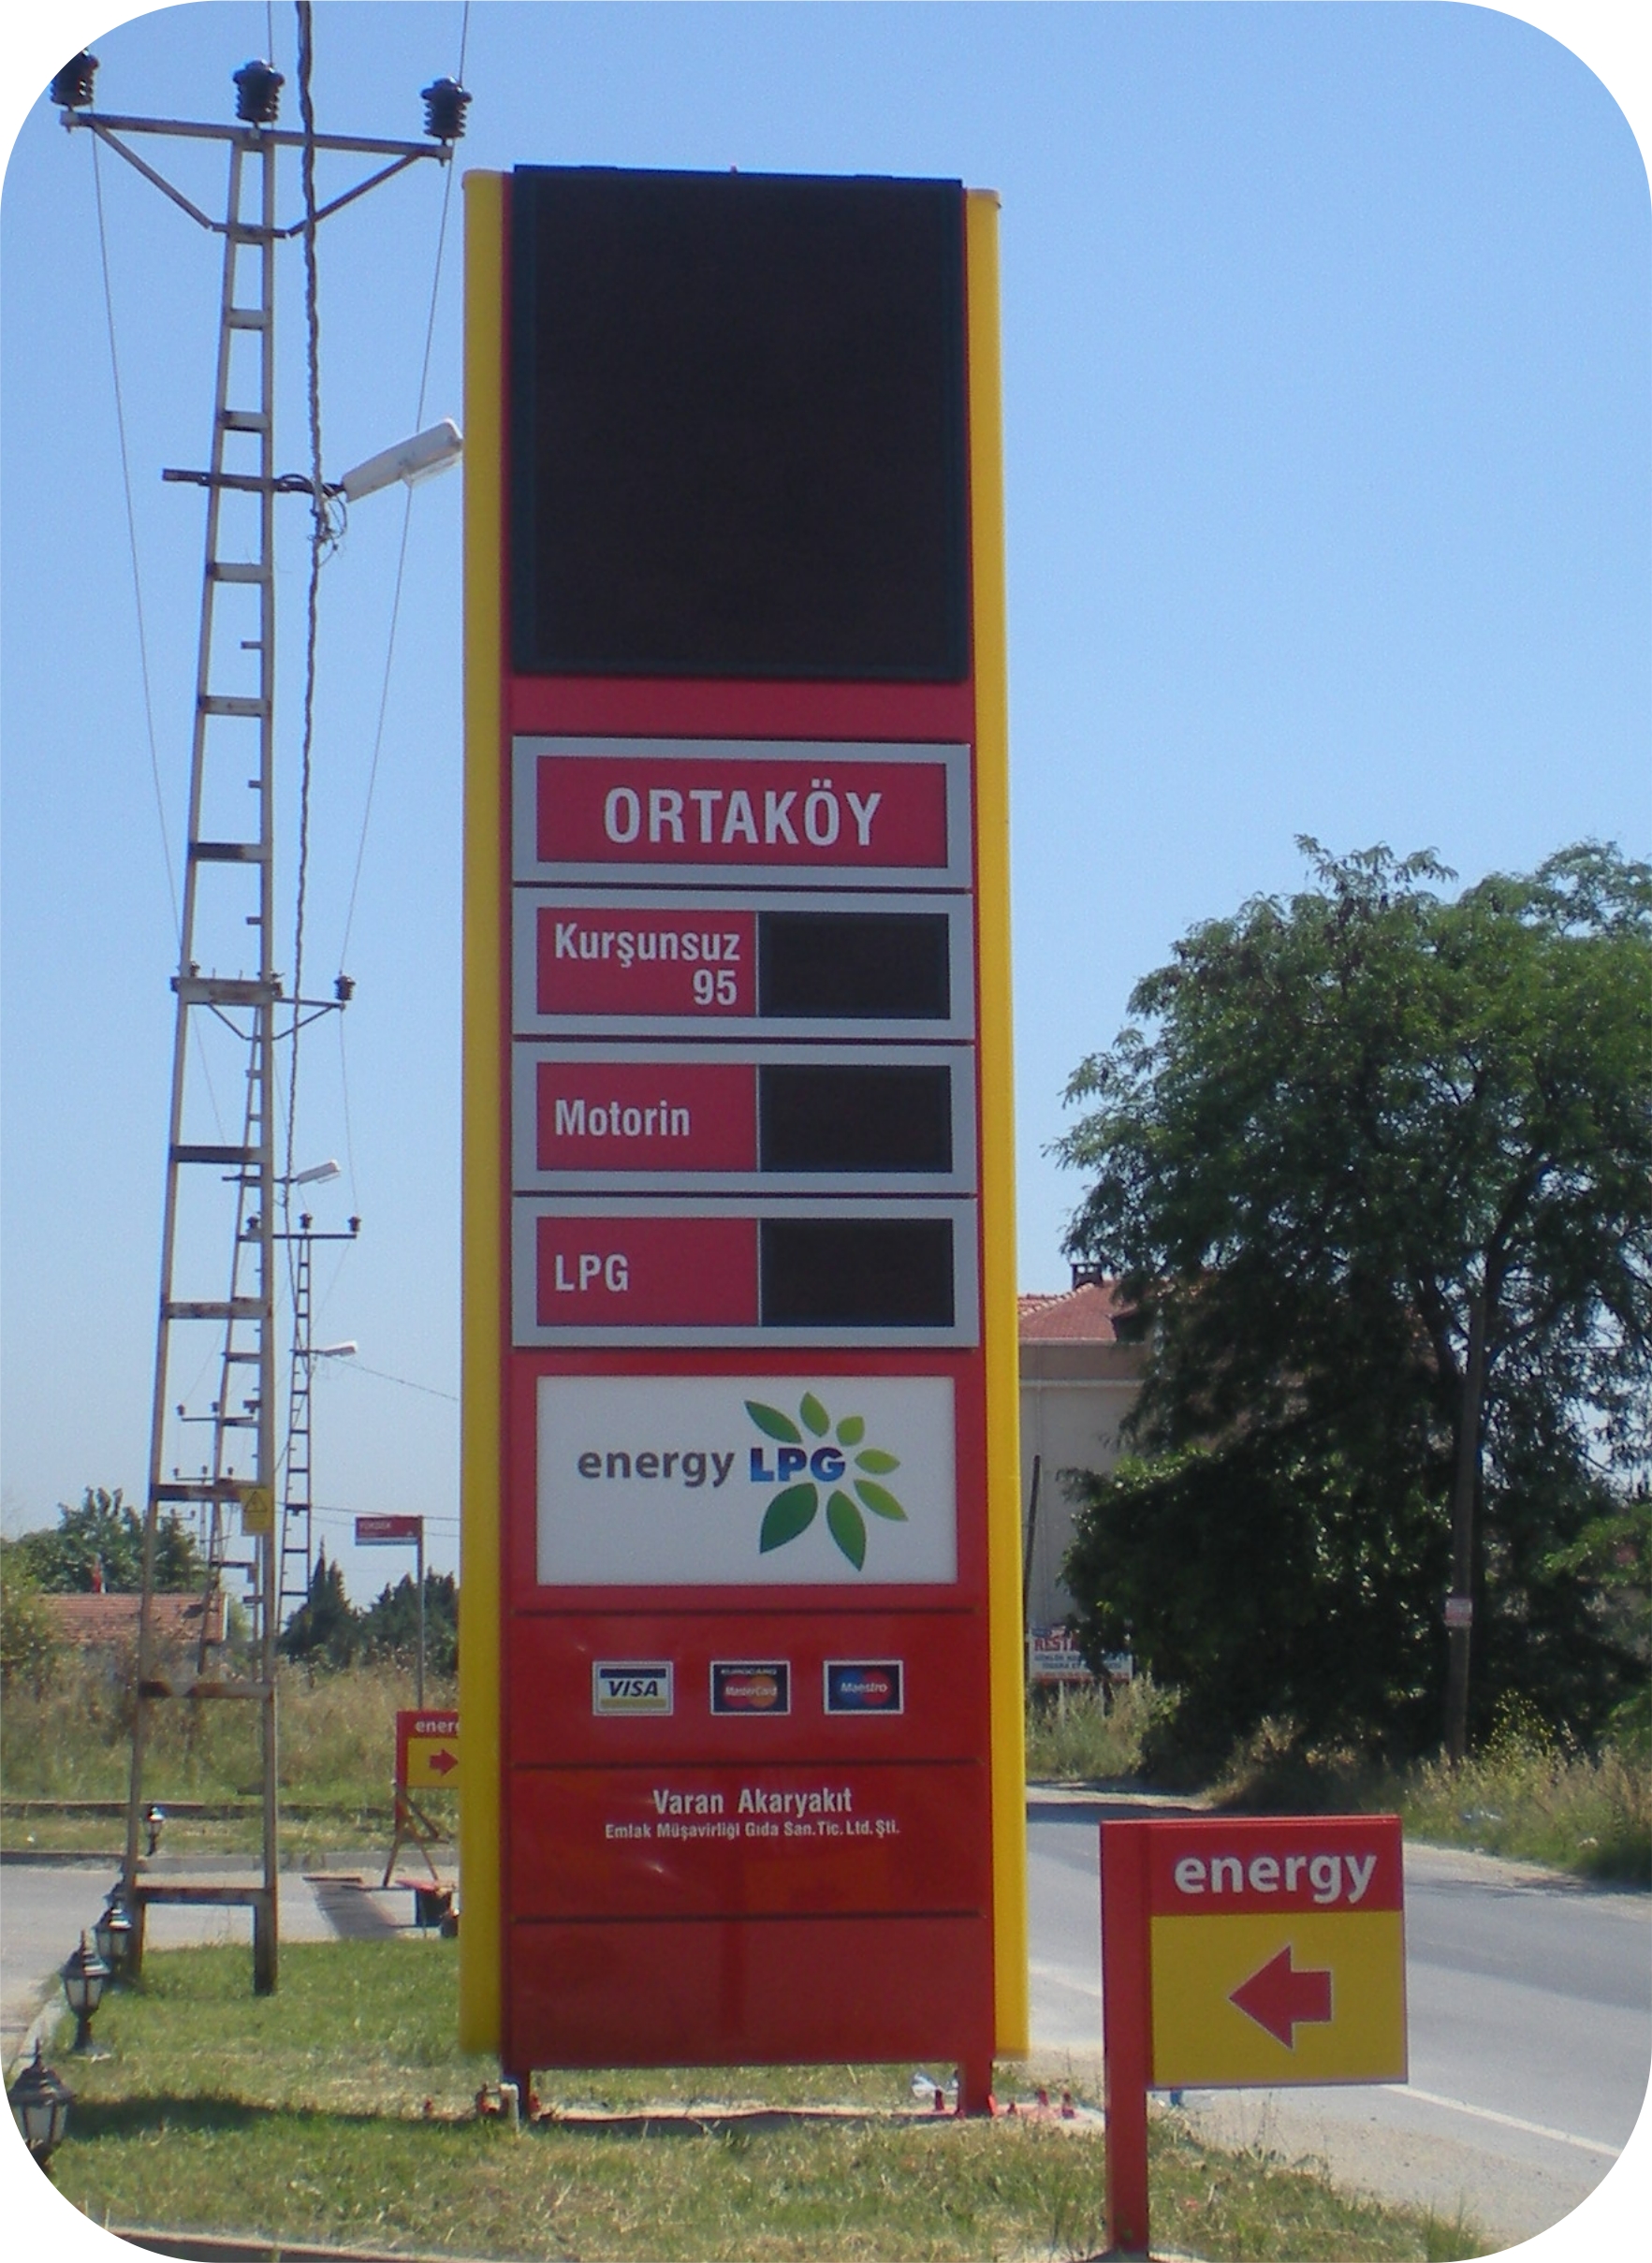 ORTAKÖY
Kurşunsuz
95
Motorin
LPG
energy LPG
VISA
MasterCard
Maestro
Varan Akaryakıt
Emlak Müşavirliği Gıda San.Tic.Ltd.Şti.
energy
energ